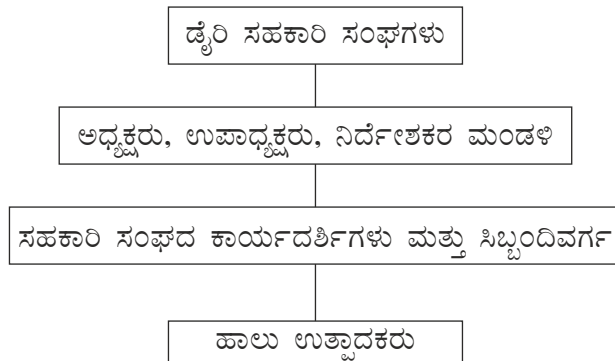 ಡೈರಿ ಸಹಕಾರಿ ಸಂಘಗಳು
ಅಧ್ಯಕ್ಷರು, ಉಪಾಧ್ಯಕ್ಷರು, ನಿರ್ದೇಶಕರ ಮಂಡಳಿ
ಸಹಕಾರಿ ಸಂಘದ ಕಾರ್ಯದರ್ಶಿಗಳು ಮತ್ತು ಸಿಬ್ಬಂದಿವರ್ಗ
ಹಾಲು ಉತ್ಪಾದಕರು